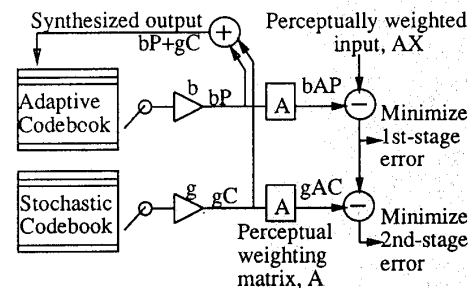 Synthesized output
bP+gC
+
Perceptually weighted
input, AX
Adaptive
Codebook
b
bP
A
bAP
−
Minimize
1st-stage
error
Stochastic
Codebook
g
gC
A
gAC
−
Minimize
2nd-stage
error
Perceptual
weighting
matrix, A